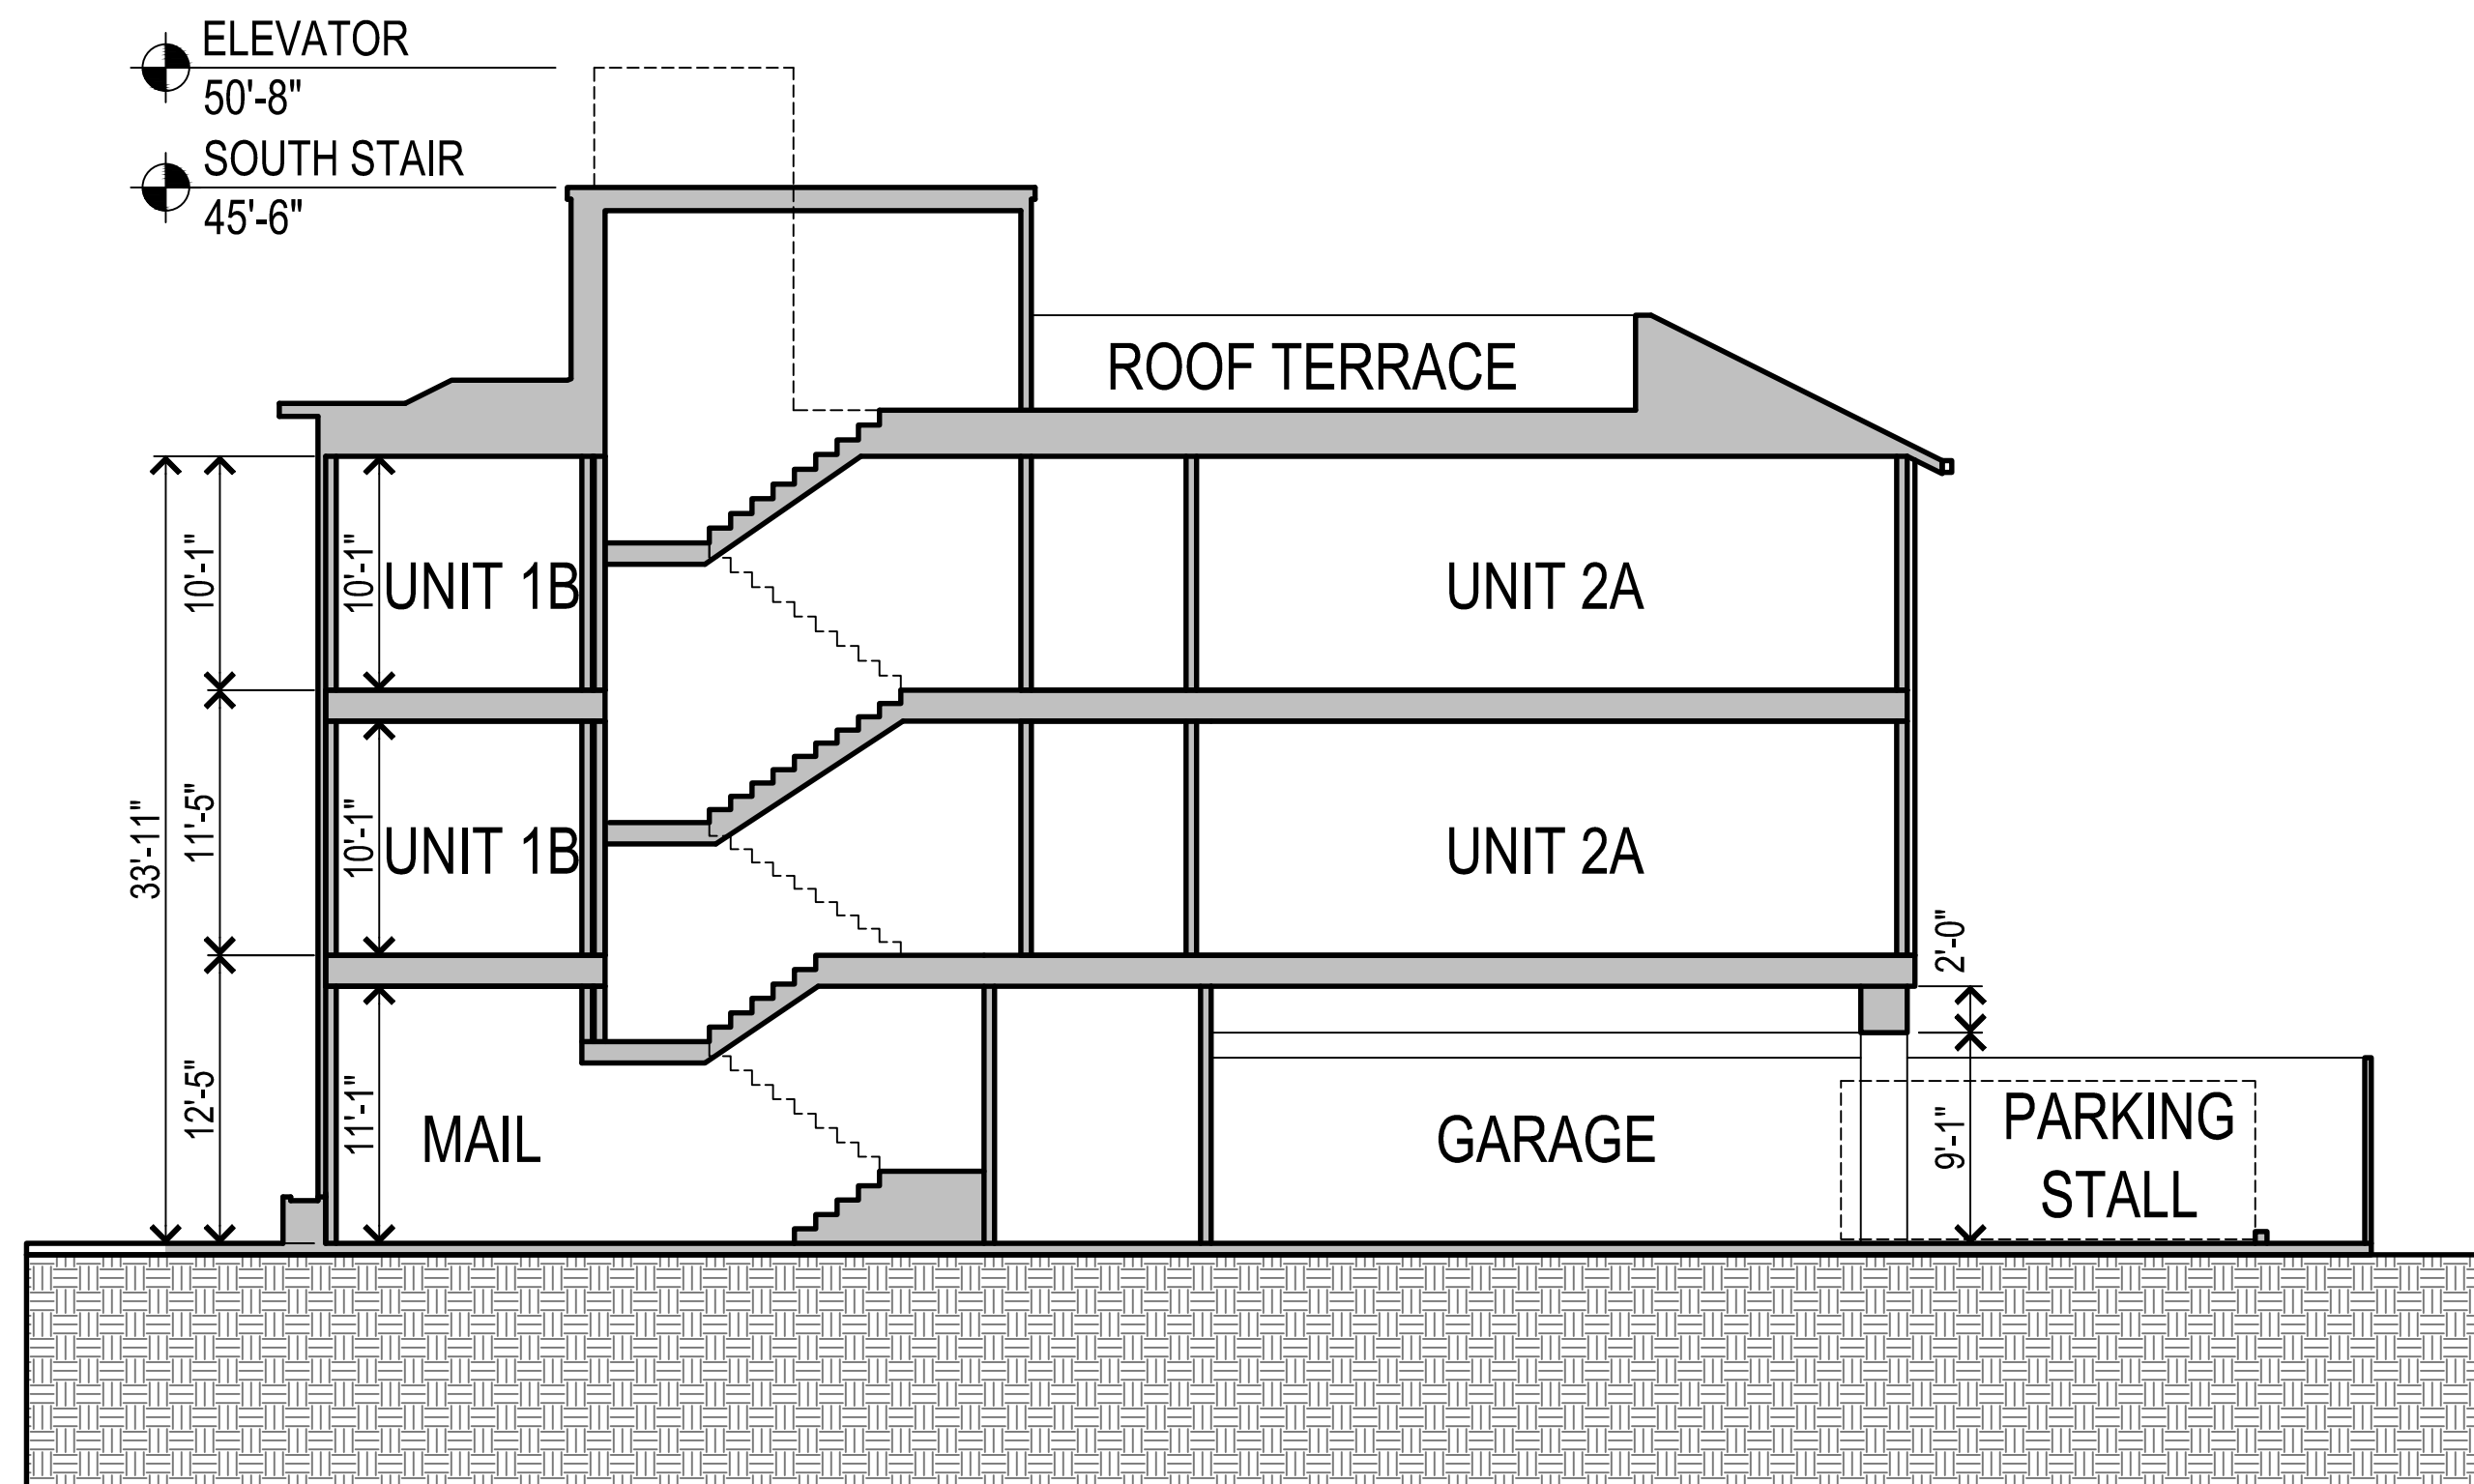 ELEVATOR
50'-8"
SOUTH STAIR
45'-6"
ROOF TERRACE
10'-1"
10'-1"
UNIT 1B
UNIT 2A
33'-11"
11'-5"
10'-1"
UNIT 1B
UNIT 2A
2'-0"
12'-5"
11'-1"
MAIL
GARAGE
9'-1"
PARKING
STALL